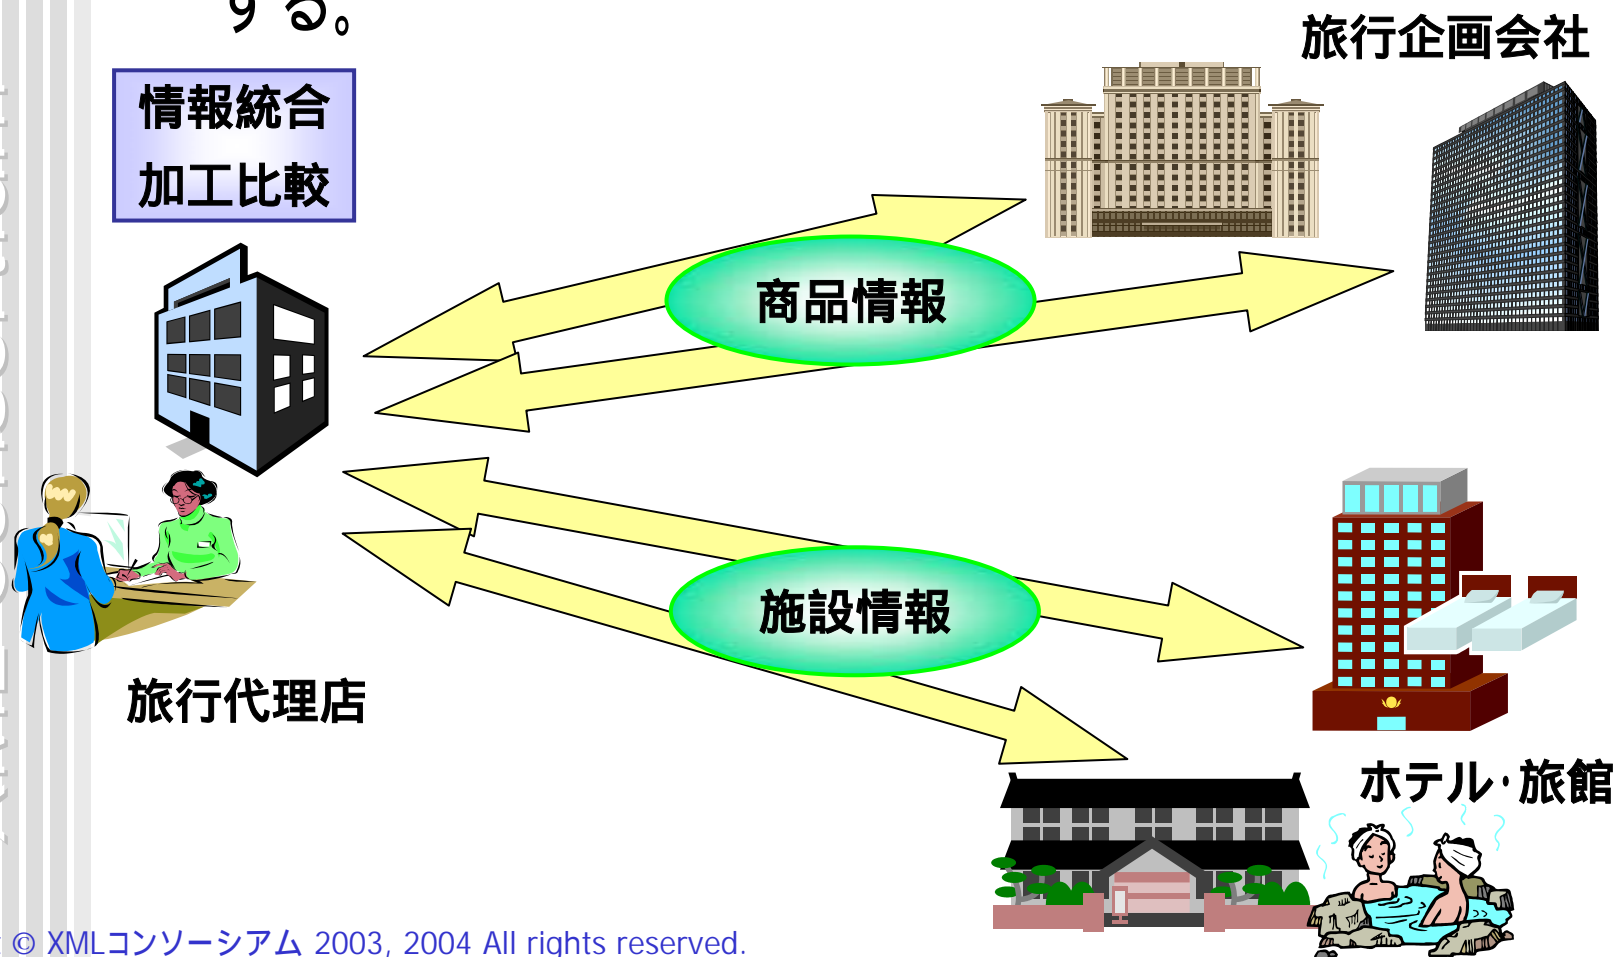 する。
旅行企画会社
情報統合
加工比較
商品情報
施設情報
旅行代理店
ホテル・旅館
© XMLコンソーシアム 2003, 2004 All rights reserved.